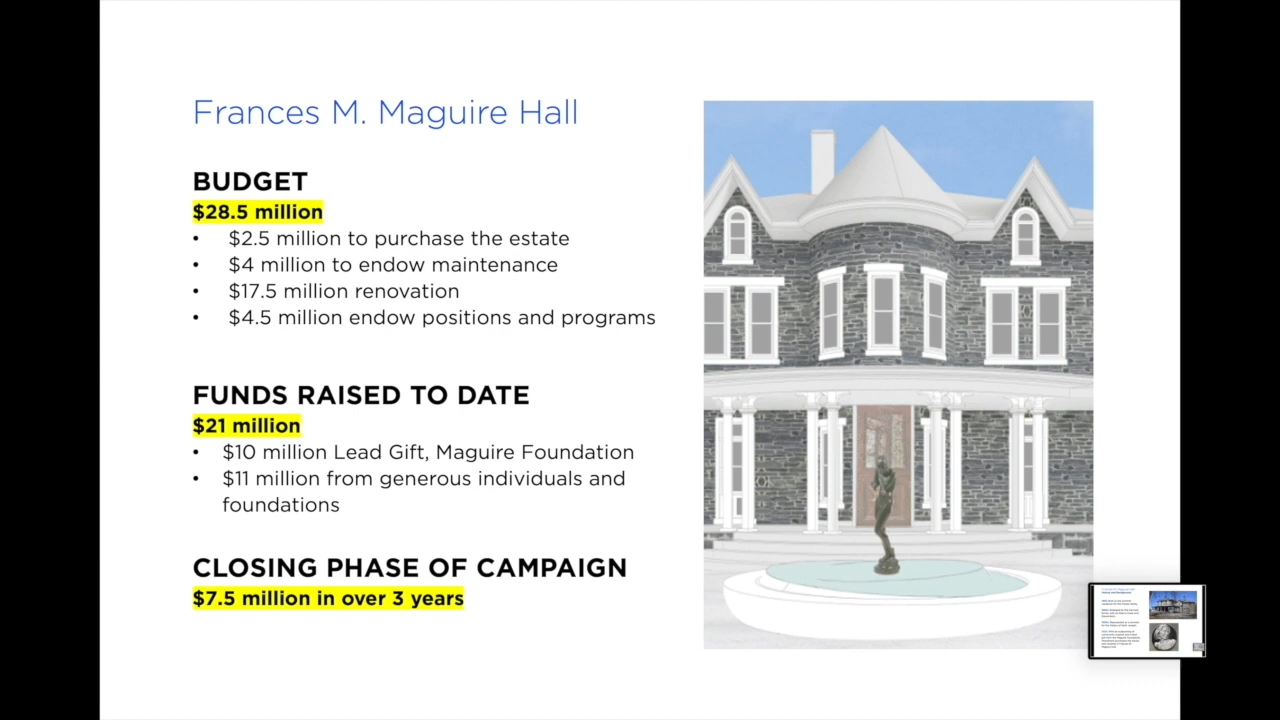 Frances M. Maguire Hall
BUDGET
$28.5 million
• $2.5 million to purchase the estate
• $4 million to endow maintenance
• $17.5 million renovation
• $4.5 million endow positions and programs
FUNDS RAISED TO DATE
$21 million
• $10 million Lead Gift, Maguire Foundation
• $11 million from generous individuals and
foundations
CLOSING PHASE OF CAMPAIGN
$7.5 million in over 3 years